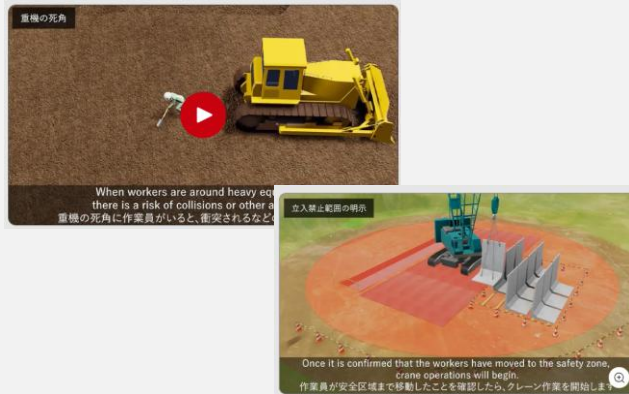 重機の死角
When workers are around heavy
there is a risk of collisions or other
重機の死角に作業員がいると、衝突されるなどの
立入禁止範囲の明示
Once it is confirmed that the workers have moved to the safety zone,
crane operations will begin.
作業員が安全区域まで移動したことを確認したら、クレーン作業を開始します